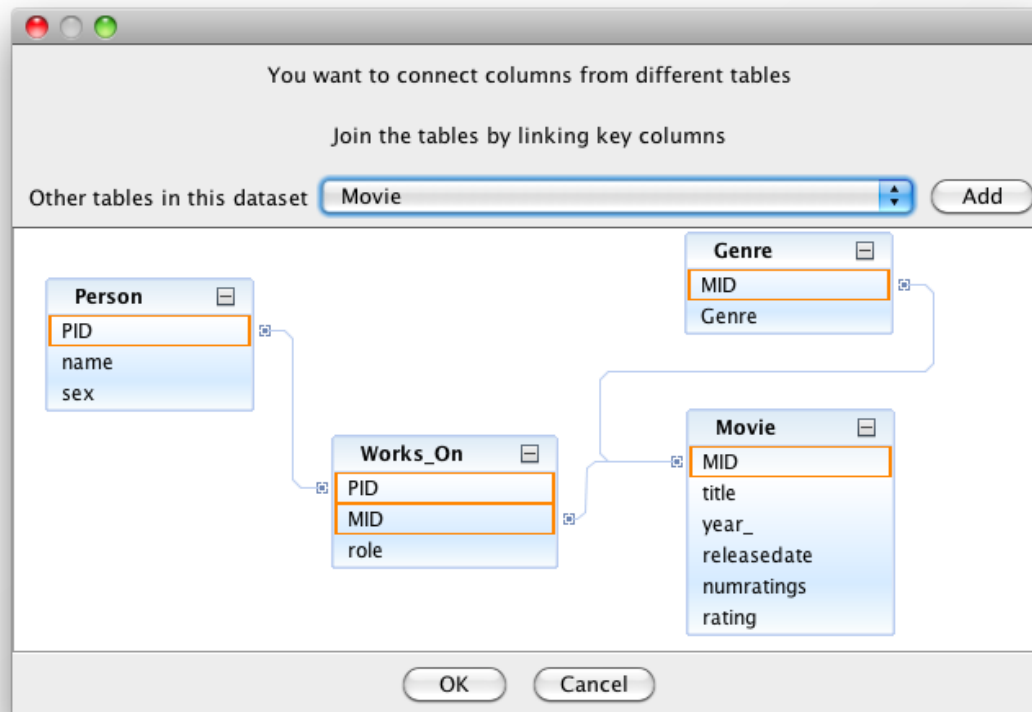 You want to connect columns from different tables
Join the tables by linking key columns
Other tables in this dataset Movie Add
Person
PID
name
sex
Works_On
PID
MID
role
Genre
MID
Genre
Movie
MID
title
year_
releasedate
numratings
rating
OK Cancel